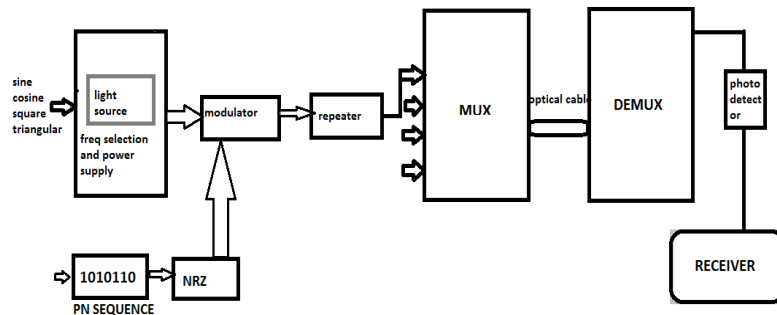 sine
cosine
square
triangular
light
source
freq selection
and power
supply
modulator
repeater
MUX
optical cable
DEMUX
photo
detect
or
1010110
PN SEQUENCE
NRZ
RECEIVER